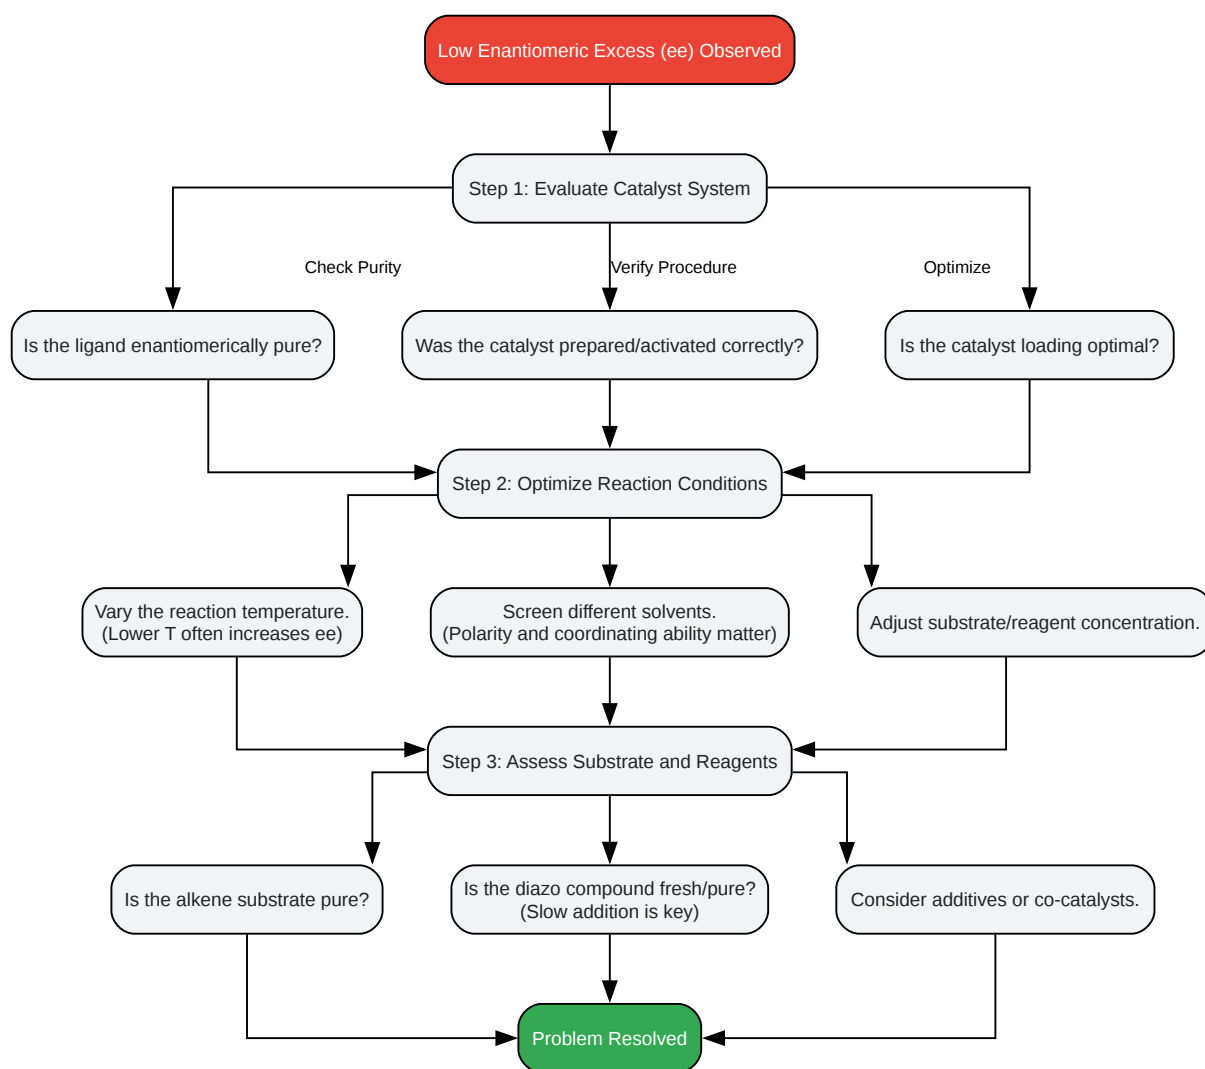 Low Enantiomeric Excess (ee) Observed
Step 1: Evaluate Catalyst System
Check Purity
Verify Procedure
Optimize
Is the ligand enantiomerically pure?
Was the catalyst prepared/activated correctly?
Is the catalyst loading optimal?
Step 2: Optimize Reaction Conditions
Vary the reaction temperature.
(Lower T often increases ee)
Screen different solvents.
(Polarity and coordinating ability matter)
Adjust substrate/reagent concentration.
Step 3: Assess Substrate and Reagents
Is the alkene substrate pure?
Is the diazo compound fresh/pure?
(Slow addition is key)
Consider additives or co-catalysts.
Problem Resolved